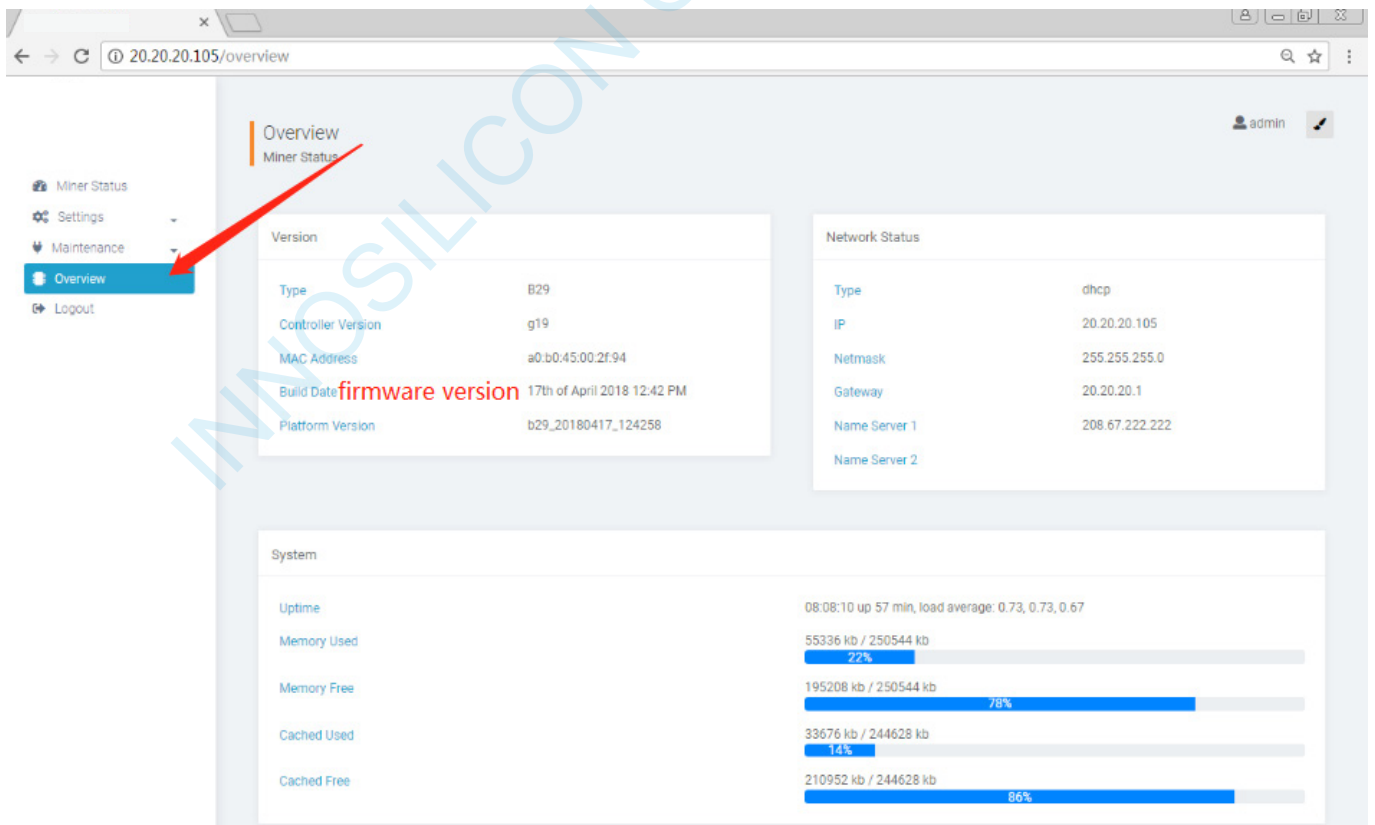 20.20.20.105/overview
Overview
Miner Status
admin
Miner Status
Settings
Maintenance
Overview
Logout
Version
Type B29
Controller Version g19
MAC Address a0:b0:45:00:2f:94
Build Date firmware version 17th of April 2018 12:42 PM
Platform Version b29_20180417_124258
Network Status
Type dhcp
IP 20.20.20.105
Netmask 255.255.255.0
Gateway 20.20.20.1
Name Server 1 208.67.222.222
Name Server 2
System
Uptime 08:08:10 up 57 min, load average: 0.73, 0.73, 0.67
Memory Used 55336 kb / 250544 kb
22%
Memory Free 195208 kb / 250544 kb
78%
Cached Used 33676 kb / 244628 kb
14%
Cached Free 210952 kb / 244628 kb
86%
INNOSILICON